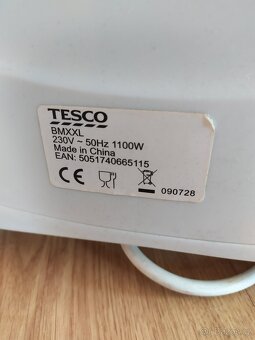 TESCO
BMXXL
230V ~ 50Hz 1100W
Made in China
EAN: 5051740665115
CE
090728